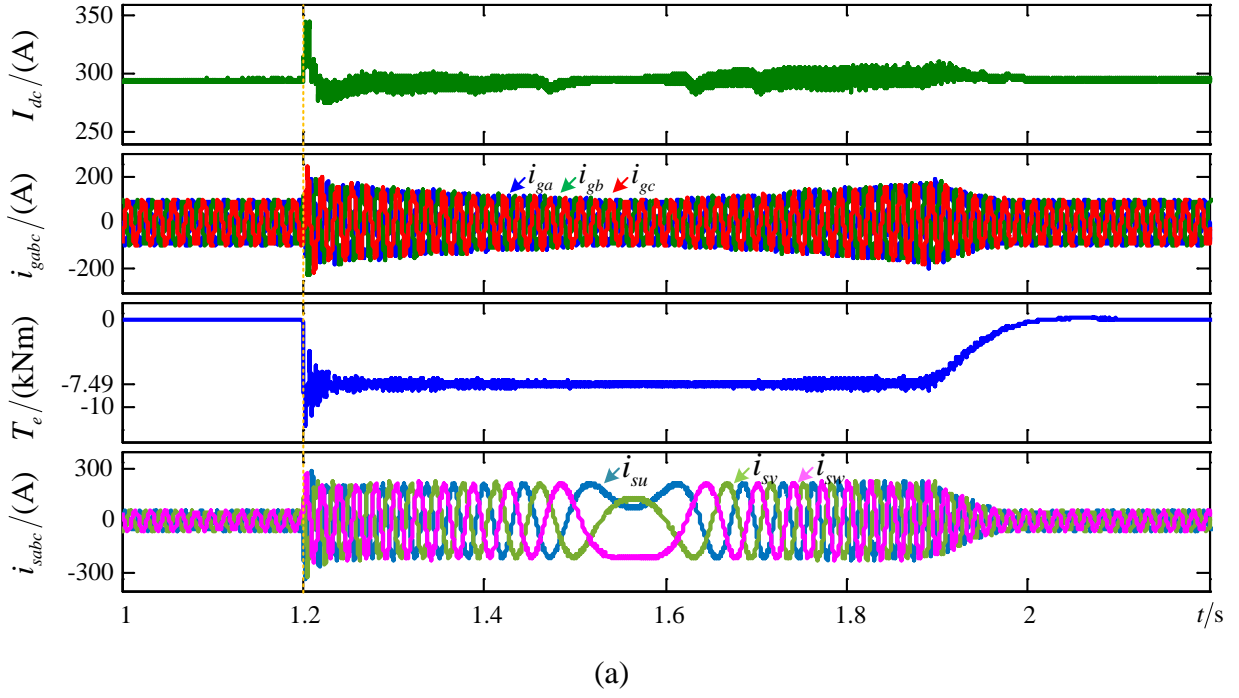 350
300
250
I_dc/(A)
200
0
-200
i_gabc/(A)
i_ga i_gb i_gc
0
-7.49
-10
T_e/(kNm)
300
0
-300
i_sabc/(A)
i_su i_sv i_sw
1 1.2 1.4 1.6 1.8 2 t/s
(a)